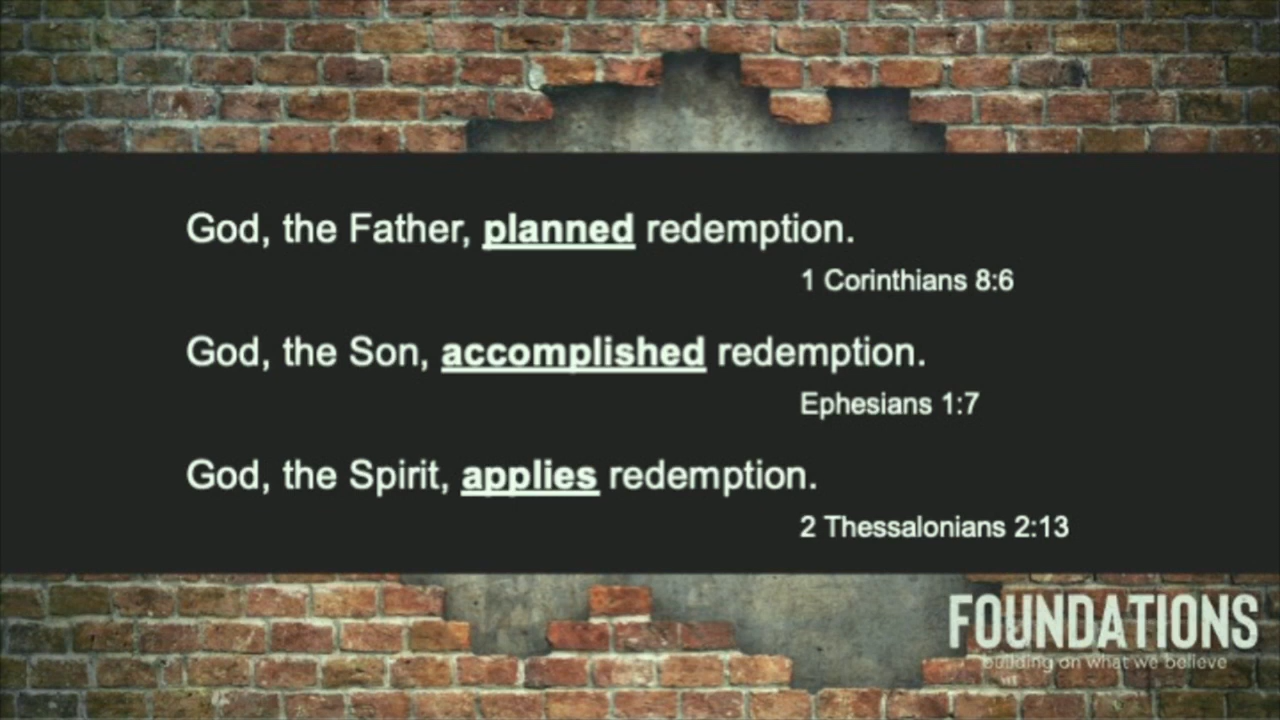 God, the Father, planned redemption.
1 Corinthians 8:6
God, the Son, accomplished redemption.
Ephesians 1:7
God, the Spirit, applies redemption.
2 Thessalonians 2:13
FOUNDATIONS
building on what we believe